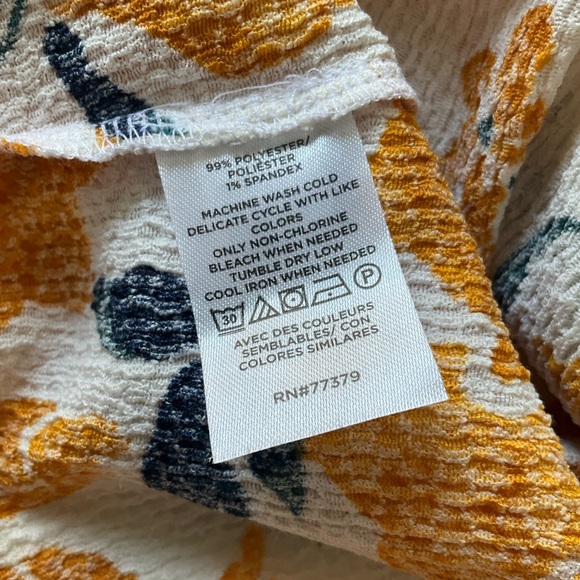 99% POLYESTER/
POLIÉSTER
1% SPANDEX
MACHINE WASH COLD
DELICATE CYCLE WITH LIKE
COLORS
ONLY NON-CHLORINE
BLEACH WHEN NEEDED
TUMBLE DRY LOW
COOL IRON WHEN NEEDED
30 P
AVEC DES COULEURS
SEMBLABLES/ CON
COLORES SIMILARES
RN#77379